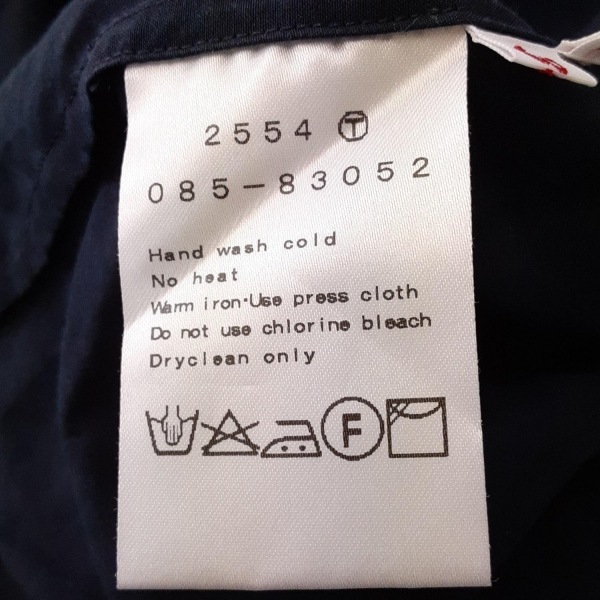 2554 Ⓣ
085-83052
Hand wash cold
No heat
Warm iron·Use press cloth
Do not use chlorine bleach
Dryclean only
F